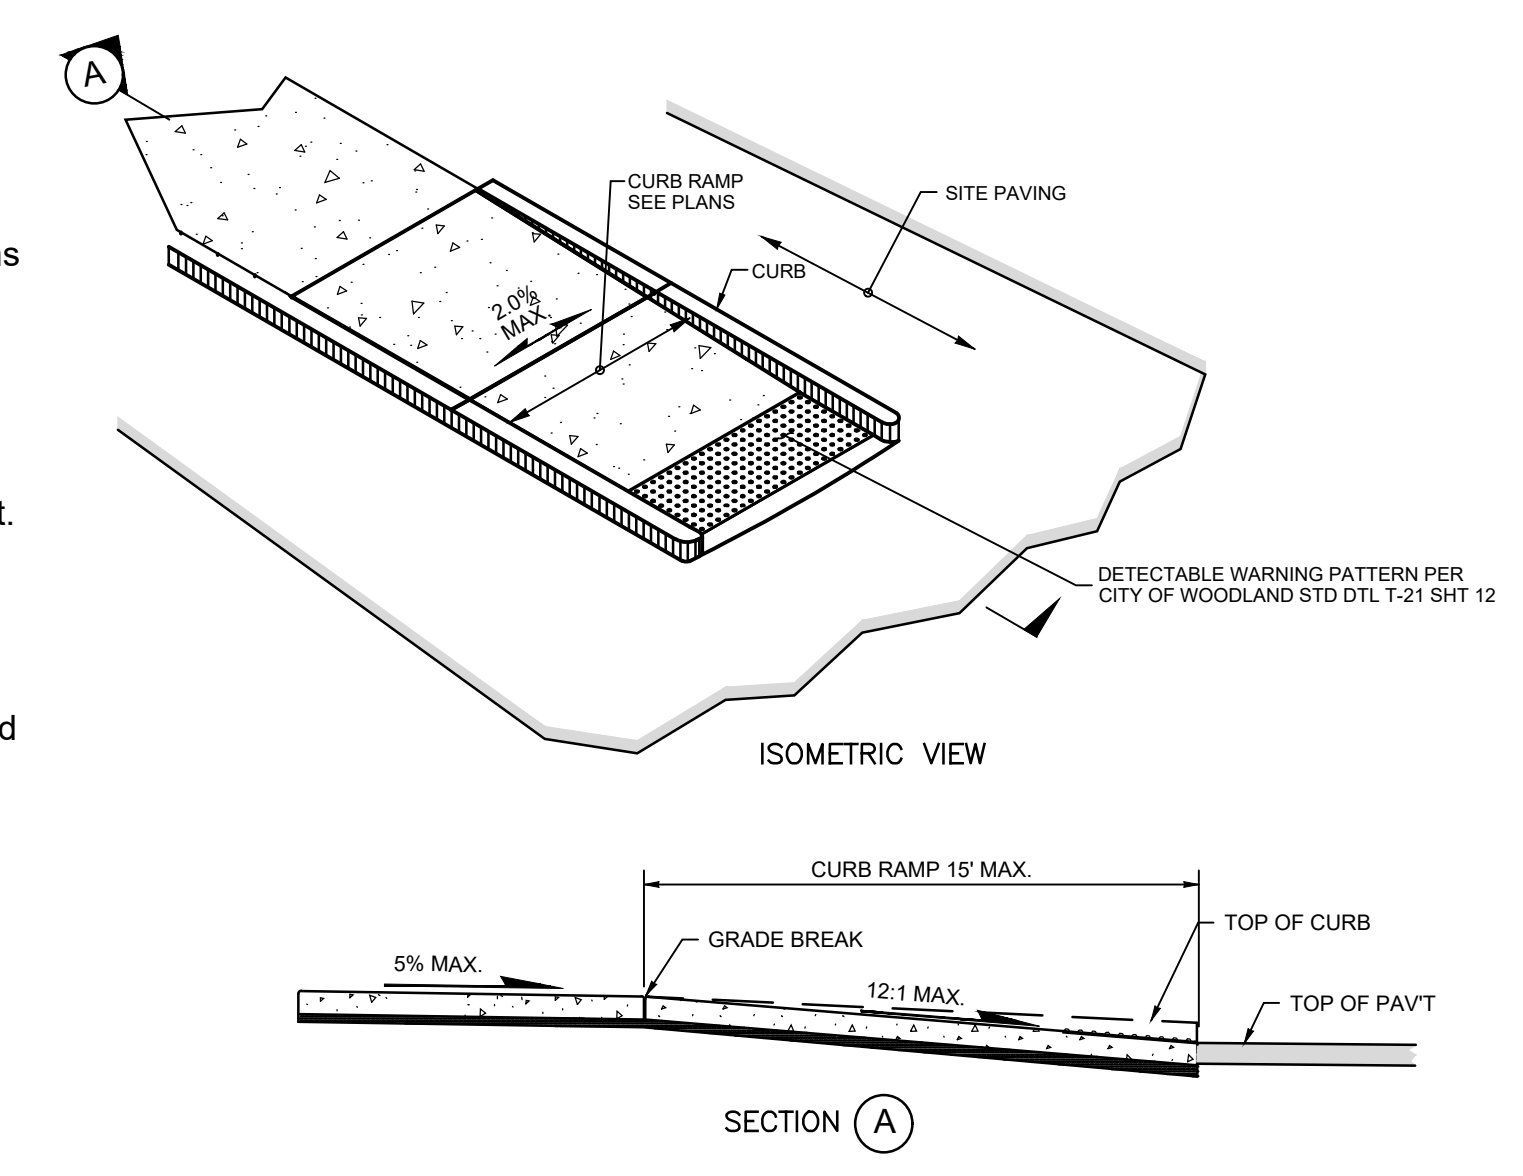 A
CURB RAMP
SEE PLANS
SITE PAVING
CURB
ns
2.0%
MAX.
t.
DETECTABLE WARNING PATTERN PER
CITY OF WOODLAND STD DTL T-21 SHT 12
d
ISOMETRIC VIEW
CURB RAMP 15' MAX.
TOP OF CURB
GRADE BREAK
5% MAX.
12:1 MAX.
TOP OF PAV'T
SECTION A